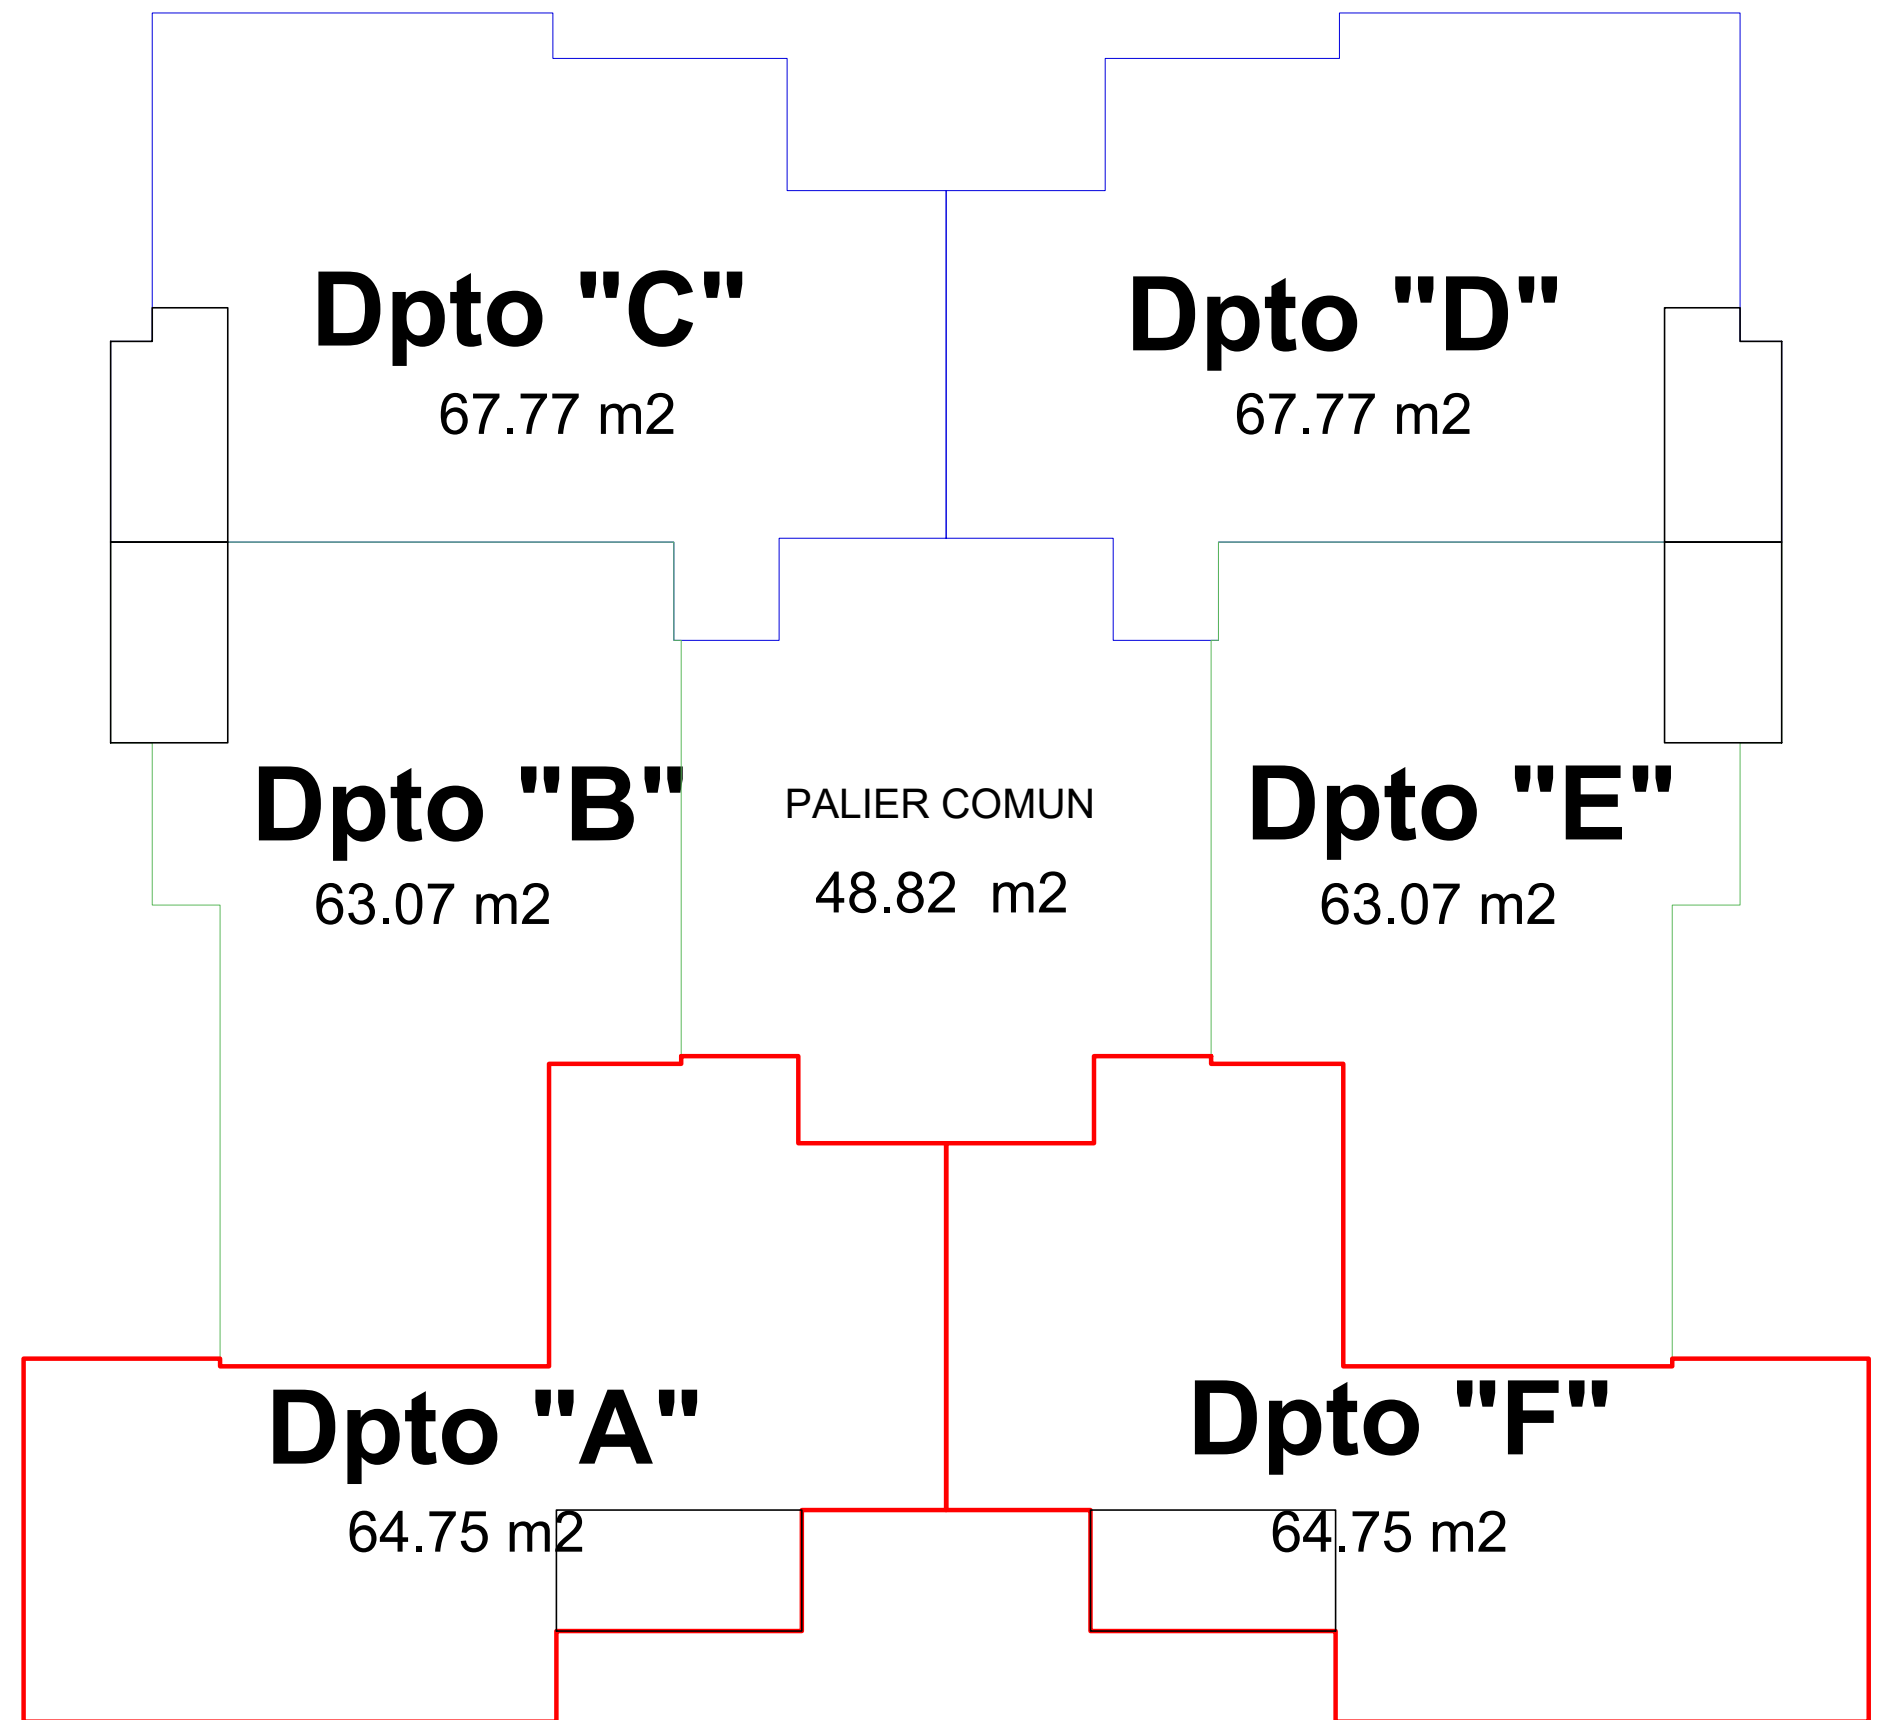 Dpto "C"
67.77 m2
Dpto "D"
67.77 m2
Dpto "B"
63.07 m2
PALIER COMUN
48.82 m2
Dpto "E"
63.07 m2
Dpto "A"
64.75 m2
Dpto "F"
64.75 m2